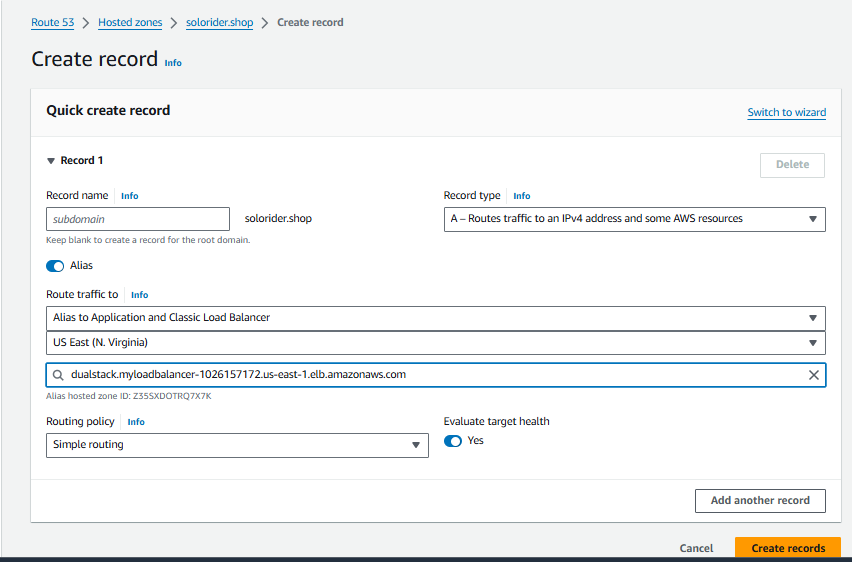 Route 53 > Hosted zones > solorider.shop > Create record
Create record Info
Quick create record
Switch to wizard
Record 1
Delete
Record name Info
Record type Info
subdomain
solorider.shop
A – Routes traffic to an IPv4 address and some AWS resources
Keep blank to create a record for the root domain.
Alias
Route traffic to Info
Alias to Application and Classic Load Balancer
US East (N. Virginia)
dualstack.myloadbalancer-1026157172.us-east-1.elb.amazonaws.com
Alias hosted zone ID: Z35SXDOTRQ7X7K
Routing policy Info
Evaluate target health
Simple routing
Yes
Add another record
Cancel
Create records